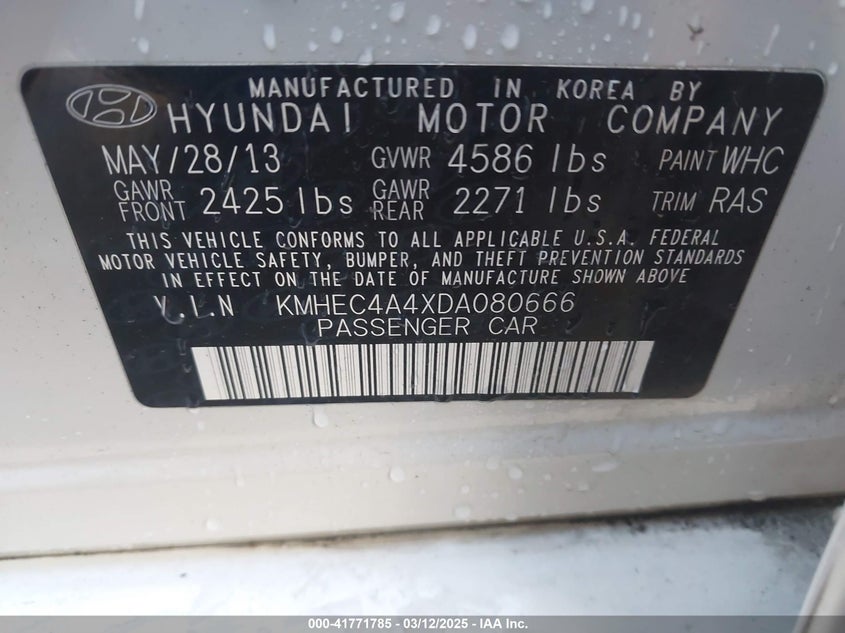 MANUFACTURED IN KOREA BY
HYUNDAI MOTOR COMPANY
MAY/28/13 GVWR 4586 lbs PAINT WHC
GAWR FRONT 2425 lbs GAWR REAR 2271 lbs TRIM RAS
THIS VEHICLE CONFORMS TO ALL APPLICABLE U.S.A. FEDERAL
MOTOR VEHICLE SAFETY, BUMPER, AND THEFT PREVENTION STANDARDS
IN EFFECT ON THE DATE OF MANUFACTURE SHOWN ABOVE
V.I.N KMHEC4A4XDA080666
PASSENGER CAR
000-41771785 - 03/12/2025 - IAA Inc.